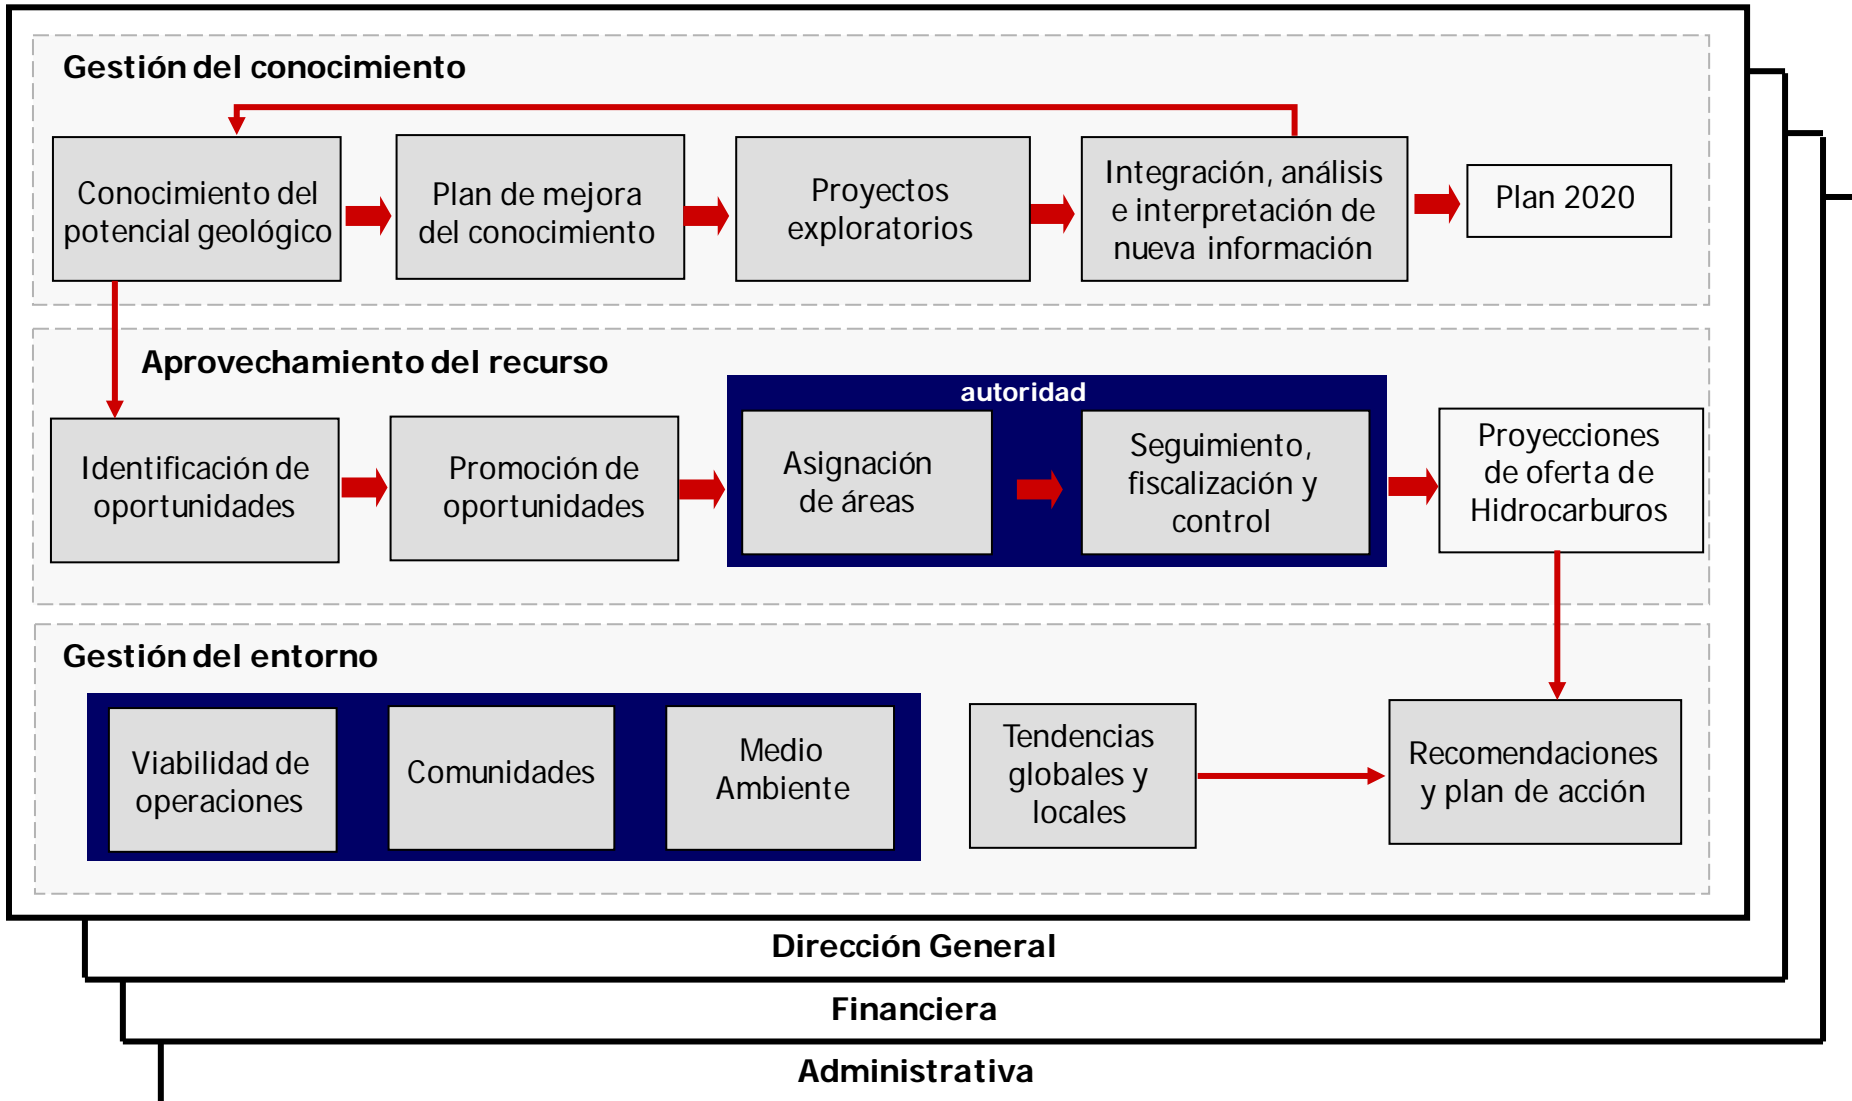 Gestión del conocimiento
Conocimiento del
potencial geológico
Plan de mejora
del conocimiento
Proyectos
exploratorios
Integración, análisis
e interpretación de
nueva información
Plan 2020
Aprovechamiento del recurso
autoridad
Identificación de
oportunidades
Promoción de
oportunidades
Asignación
de áreas
Seguimiento,
fiscalización y
control
Proyecciones
de oferta de
Hidrocarburos
Gestión del entorno
Viabilidad de
operaciones
Comunidades
Medio
Ambiente
Tendencias
globales y
locales
Recomendaciones
y plan de acción
Dirección General
Financiera
Administrativa